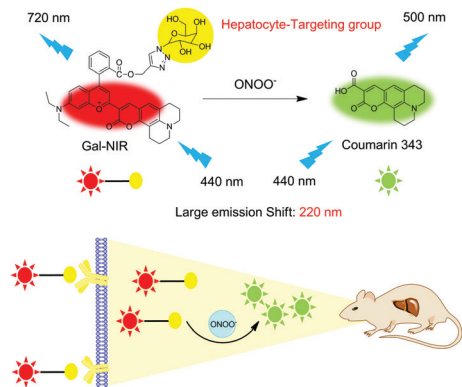 720 nm
Hepatocyte-Targeting group
500 nm
HO
OH
HO
OH
O
N
N=N
O
O
ONOO⁻
N
O⁺
O
O
N
HO
O
O
O
N
Gal-NIR
440 nm
440 nm
Coumarin 343
Large emission Shift: 220 nm
ONOO⁻